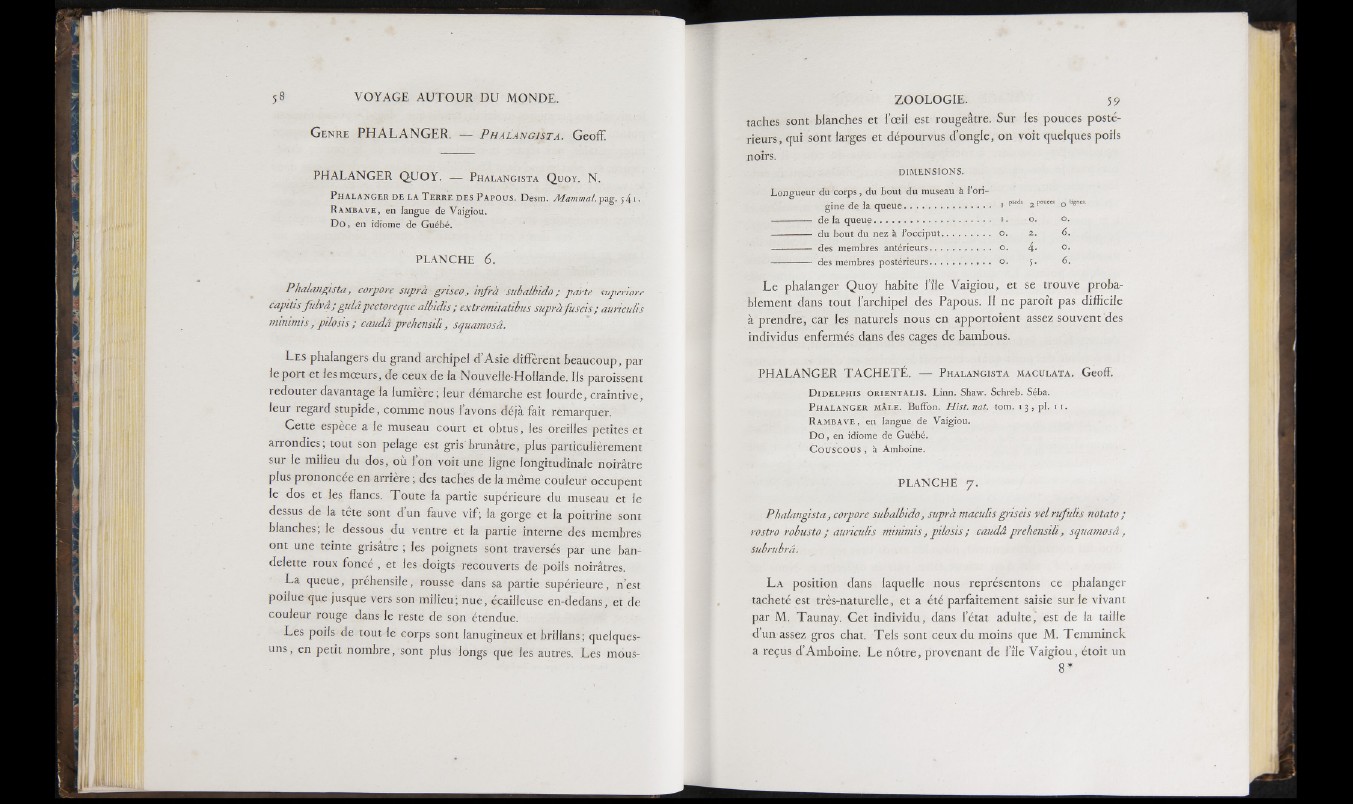 58 VOYAGE AUTOUR DU MONDE.
GENRE PHALANGER. — PHALANGISTA. Geoff.
PHALANGER QUOY. — PHALANGISTA QUOY. N.
PHALANGER DE LA TERRE DES PAPOUS. Desm. Mammal. pag. 541.
RAMBAVE, en langue de Vaigiou.
DO, en idiome de Guébé.
PLANCHE 6.
Phalangista, corpore suprà griseo, infrà subalbido; parte superiore
capitis fulvâ; gulâ pectoreque albidis; extremitatibus suprà fuscis; auriculis
minimis, pilosis; caudâ prehensili, squamosâ.
LES phalangers du grand archipel d'Asie diffèrent beaucoup, par
le port et les mœurs, de ceux de la Nouvelle-Hollande. Ils paroissent
redouter davantage la lumière; leur démarche est lourde, craintive,
leur regard stupide, comme nous l'avons déjà fait remarquer.
Cette espèce a le museau court et obtus, les oreilles petites et
arrondies; tout son pelage est gris brunâtre, plus particulièrement
sur le milieu du dos, où l'on voit une ligne longitudinale noirâtre
plus prononcée en arrière; des taches de la même couleur occupent
le dos et les flancs. Toute la partie supérieure du museau et le
dessus de la tête sont d'un fauve vif; la gorge et la poitrine sont
blanches; le dessous du ventre et la partie interne des membres
ont une teinte grisâtre; les poignets sont traversés par une ban-
delette roux foncé, et les doigts recouverts de poils noirâtres.
La queue, préhensile, rousse dans sa partie supérieure, n'est
poilue que jusque vers son milieu; nue, écailleuse en-dedans, et de
couleur rouge dans le reste de son étendue.
Les poils de tout le corps sont lanugineux et brillans; quelques-
uns, en petit nombre, sont plus longs que les autres. Les mous-
ZOOLOGIE. 59
taches sont blanches et l'œil est rougeâtre. Sur les pouces posté-
rieurs, qui sont larges et dépourvus d'ongle, on voit quelques poils
noirs.
DIMENSIONS.
Longueur du corps, du bout du museau à l'ori-
gine de la queue............... 1 pieds 2 pouces 0 lignes
——— de la queue.................... 1. 0. 0.
——— du bout du nez à l'occiput......... 0. 2. 6.
——— des membres antérieurs........... 0. 4. 0.
——— des membres postérieurs........... 0. 5. 6.
Le phalanger Quoy habite l'île Vaigiou, et se trouve proba-
blement dans tout l'archipel des Papous. Il ne paroît pas difficile
à prendre, car les naturels nous en apportoient assez souvent des
individus enfermés dans des cages de bambous.
PHALANGER TACHETÉ. — PHALANGISTA MACULATA. Geoff.
DIDELPHIS ORIENTALIS. Linn. Shaw. Schreb. Séba.
PHALANGER MÂLE. Buffon. Hist. nat. tom. 13, pl. 11.
RAMBAVE, en langue de Vaigiou.
DO, en idiome de Guébé.
COUSCOUS, à Amboine.
PLANCHE 7.
Phalangista, corpore subalbido, suprà maculis griseis vel rufulis notato;
rostro robusto; auriculis minimis, pilosis; caudâ prehensili, squamosâ,
subrubrâ.
LA position dans laquelle nous représentons ce phalanger
tacheté est très-naturelle, et a été parfaitement saisie sur le vivant
par M. Taunay. Cet individu, dans l'état adulte, est de la taille
d'un assez gros chat. Tels sont ceux du moins que M. Temminck
a reçus d'Amboine. Le nôtre, provenant de l'île Vaigiou, étoit un
8*